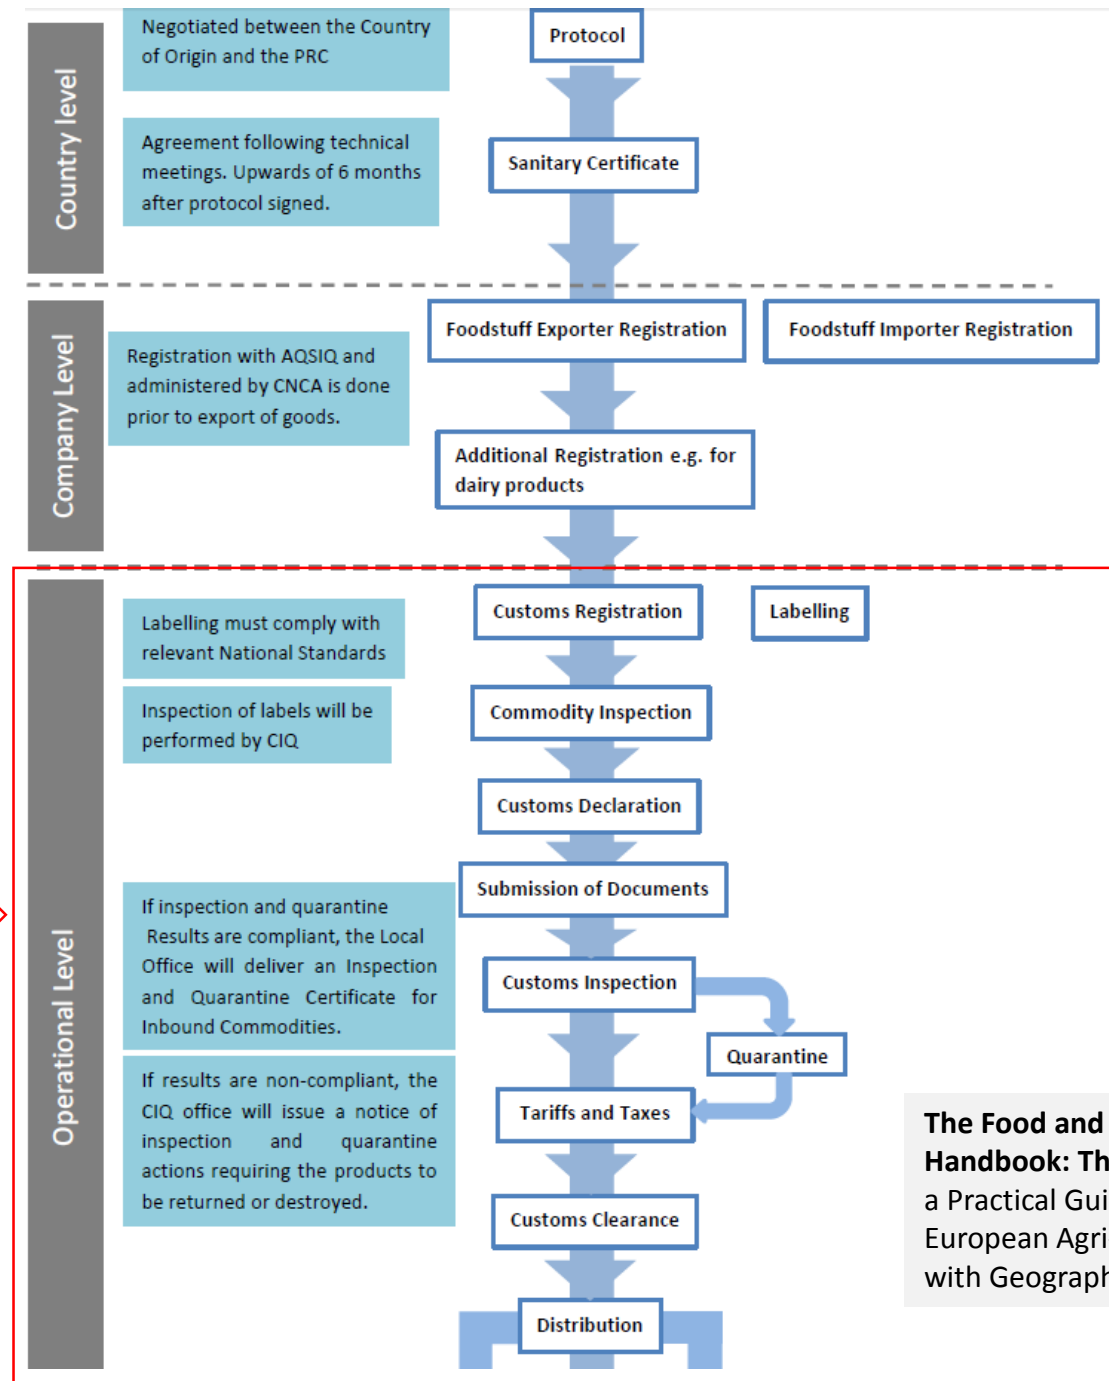 Country level
Negotiated between the Country
of Origin and the PRC
Protocol
Agreement following technical
meetings. Upwards of 6 months
after protocol signed.
Sanitary Certificate
Company Level
Foodstuff Exporter Registration
Foodstuff Importer Registration
Registration with AQSIQ and
administered by CNCA is done
prior to export of goods.
Additional Registration e.g. for
dairy products
Operational Level
Customs Registration
Labelling
Labelling must comply with
relevant National Standards
Inspection of labels will be
performed by CIQ
Commodity Inspection
Customs Declaration
Submission of Documents
If inspection and quarantine
Results are compliant, the Local
Office will deliver an Inspection
and Quarantine Certificate for
Inbound Commodities.
Customs Inspection
Quarantine
If results are non-compliant, the
CIQ office will issue a notice of
inspection and quarantine
actions requiring the products to
be returned or destroyed.
Tariffs and Taxes
Customs Clearance
Distribution
The Food and
Handbook: Th
a Practical Gui
European Agri
with Geograph